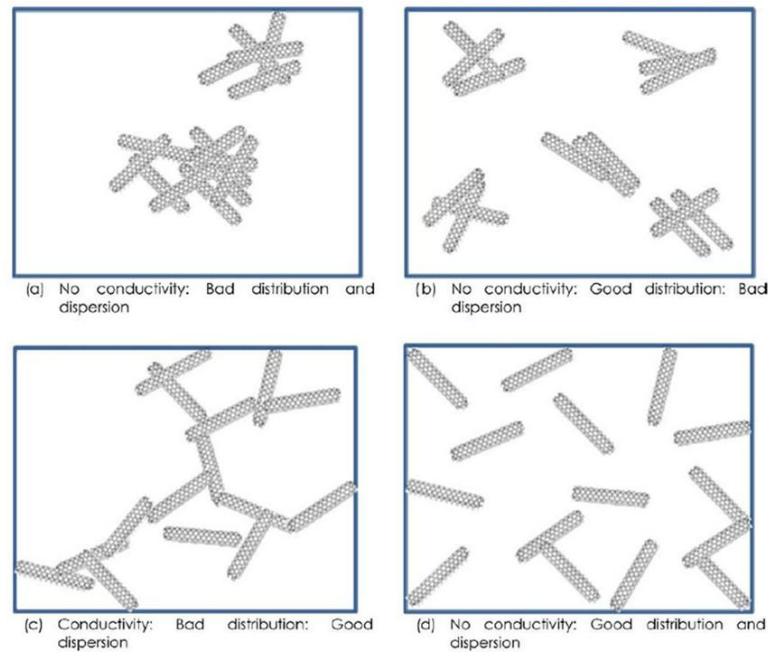 (a) No conductivity: Bad distribution and
dispersion
(b) No conductivity: Good distribution: Bad
dispersion
(c) Conductivity: Bad distribution: Good
dispersion
(d) No conductivity: Good distribution and
dispersion